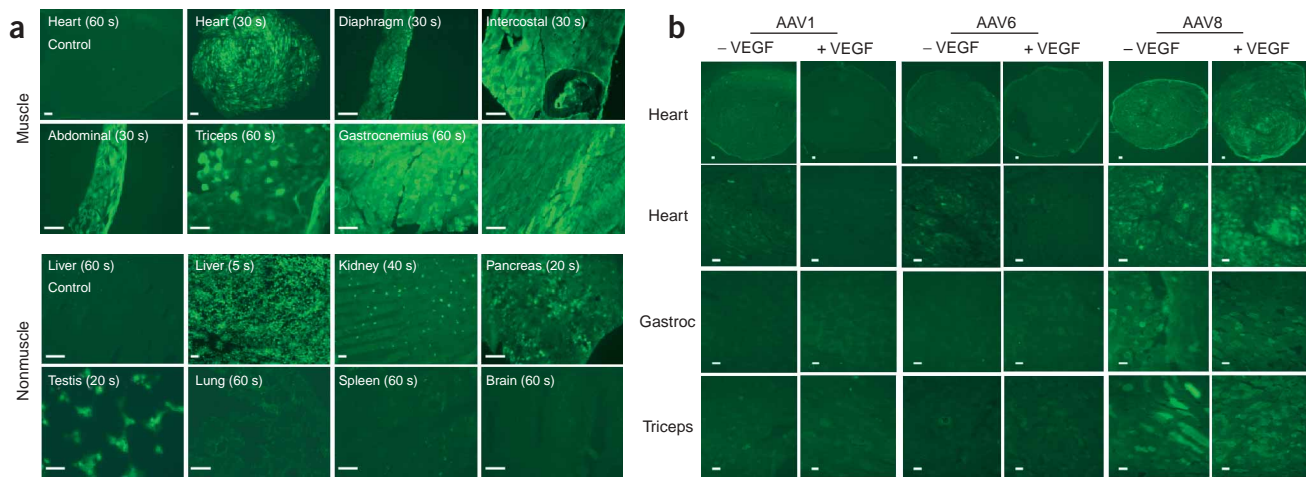 a
Muscle
Heart (60 s)
Control
Heart (30 s)
Diaphragm (30 s)
Intercostal (30 s)
Abdominal (30 s)
Triceps (60 s)
Gastrocnemius (60 s)
Nonmuscle
Liver (60 s)
Control
Liver (5 s)
Kidney (40 s)
Pancreas (20 s)
Testis (20 s)
Lung (60 s)
Spleen (60 s)
Brain (60 s)
b
AAV1 AAV6 AAV8
– VEGF + VEGF – VEGF + VEGF – VEGF + VEGF
Heart
Heart
Gastroc
Triceps